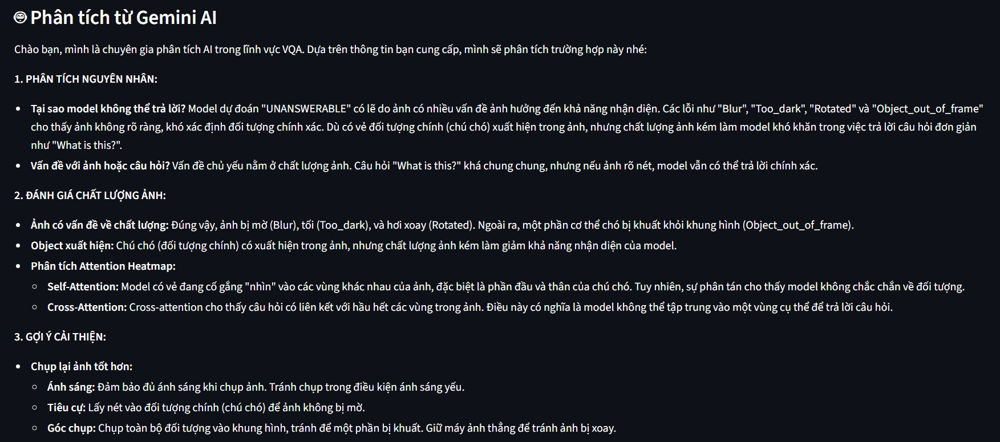 Phân tích từ Gemini AI
Chào bạn, mình là chuyên gia phân tích AI trong lĩnh vực VQA. Dựa trên thông tin bạn cung cấp, mình sẽ phân tích trường hợp này nhé:
1. PHÂN TÍCH NGUYÊN NHÂN:
• Tại sao model không thể trả lời? Model dự đoán "UNANSWERABLE" có lẽ do ảnh có nhiều vấn đề ảnh hưởng đến khả năng nhận diện. Các lỗi như "Blur", "Too_dark", "Rotated" và "Object_out_of_frame"
cho thấy ảnh không rõ ràng, khó xác định đối tượng chính xác. Dù có vẻ đối tượng chính (chú chó) xuất hiện trong ảnh, nhưng chất lượng ảnh kém làm model khó khăn trong việc trả lời câu hỏi đơn giản
như "What is this?".
• Vấn đề với ảnh hoặc câu hỏi? Vấn đề chủ yếu nằm ở chất lượng ảnh. Câu hỏi "What is this?" khá chung chung, nhưng nếu ảnh rõ nét, model vẫn có thể trả lời chính xác.
2. ĐÁNH GIÁ CHẤT LƯỢNG ẢNH:
• Ảnh có vấn đề về chất lượng: Đúng vậy, ảnh bị mờ (Blur), tối (Too_dark), và hơi xoay (Rotated). Ngoài ra, một phần cơ thể chó bị khuất khỏi khung hình (Object_out_of_frame).
• Object xuất hiện: Chú chó (đối tượng chính) có xuất hiện trong ảnh, nhưng chất lượng ảnh kém làm giảm khả năng nhận diện của model.
• Phân tích Attention Heatmap:
○ Self-Attention: Model có vẻ đang cố gắng "nhìn" vào các vùng khác nhau của ảnh, đặc biệt là phần đầu và thân của chú chó. Tuy nhiên, sự phân tán cho thấy model không chắc chắn về đối tượng.
○ Cross-Attention: Cross-attention cho thấy câu hỏi có liên kết với hầu hết các vùng trong ảnh. Điều này có nghĩa là model không thể tập trung vào một vùng cụ thể để trả lời câu hỏi.
3. GỢI Ý CẢI THIỆN:
• Chụp lại ảnh tốt hơn:
○ Ánh sáng: Đảm bảo đủ ánh sáng khi chụp ảnh. Tránh chụp trong điều kiện ánh sáng yếu.
○ Tiêu cự: Lấy nét vào đối tượng chính (chú chó) để ảnh không bị mờ.
○ Góc chụp: Chụp toàn bộ đối tượng vào khung hình, tránh để một phần bị khuất. Giữ máy ảnh thẳng để tránh ảnh bị xoay.